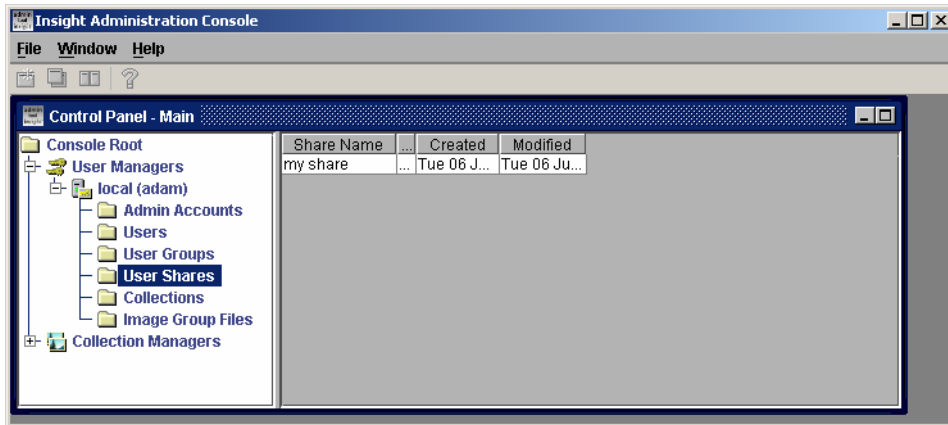 Insight Administration Console
File Window Help
Control Panel - Main
Console Root
User Managers
local (adam)
Admin Accounts
Users
User Groups
User Shares
Collections
Image Group Files
Collection Managers
Share Name ... Created Modified
my share ... Tue 06 J... Tue 06 Ju...